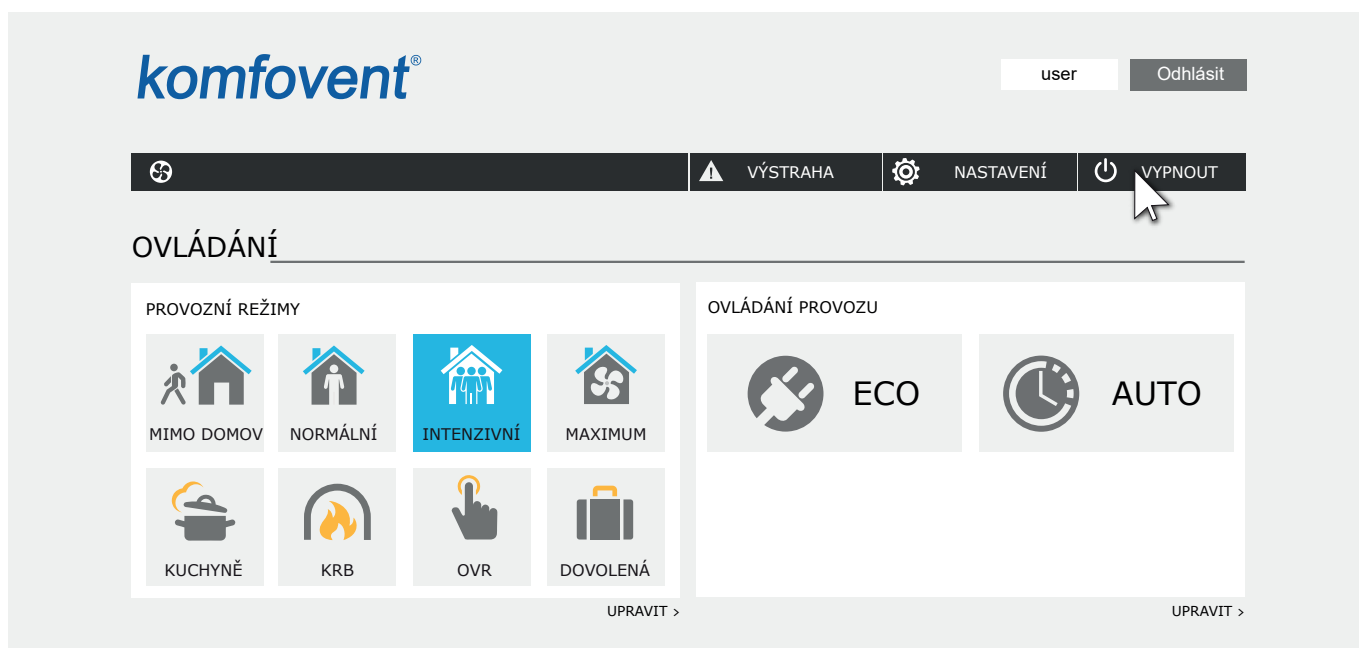 komfovent®
user Odhlásit
VÝSTRAHA NASTAVENÍ VYPNOUT
OVLÁDÁNÍ
PROVOZNÍ REŽIMY
MIMO DOMOV NORMÁLNÍ INTENZIVNÍ MAXIMUM
KUCHYNĚ KRB OVR DOVOLENÁ
UPRAVIT >
OVLÁDÁNÍ PROVOZU
ECO AUTO
UPRAVIT >